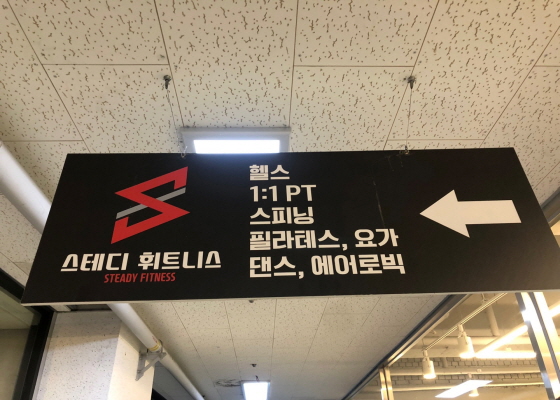 스테디 휘트니스
STEADY FITNESS
헬스
1:1 PT
스피닝
필라테스, 요가
댄스, 에어로빅